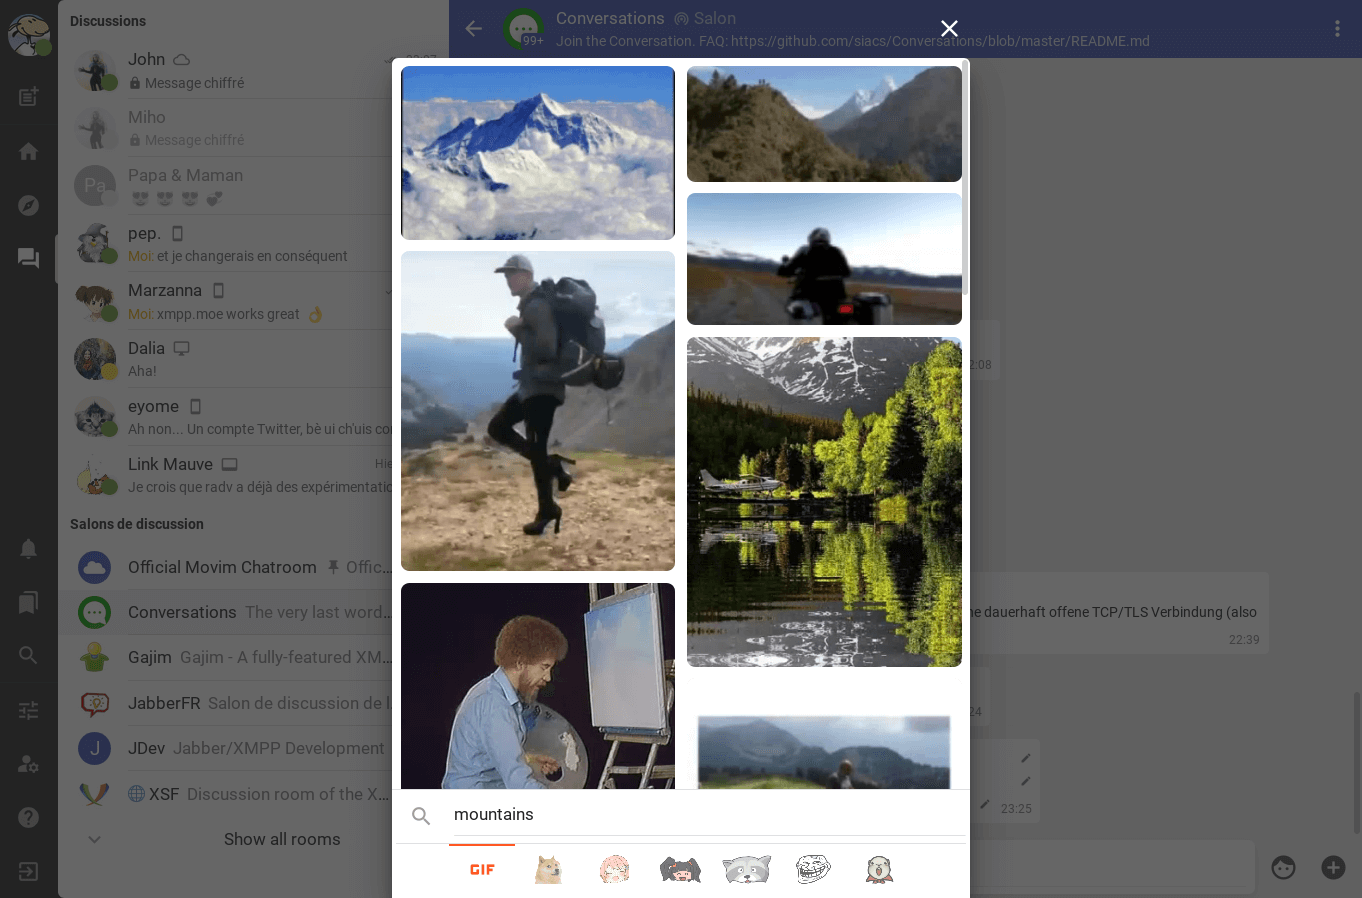 Discussions
John
Message chiffré
Miho
Message chiffré
Pa
Papa & Maman
pep.
Moi: et je changerais en conséquent
Marzanna
Moi: xmpp.moe works great
Dalia
Aha!
eyome
Ah non... Un compte Twitter, bè ui ch'uis co
Link Mauve
Hie
Je crois que radv a déjà des expérimentatio
Salons de discussion
Official Movim Chatroom Offic...
Conversations The very last word...
Gajim Gajim - A fully-featured XM...
JabberFR Salon de discussion de l...
J
JDev Jabber/XMPP Development
XSF Discussion room of the X...
Show all rooms
99+
Conversations Salon
Join the Conversation. FAQ: https://github.com/siacs/Conversations/blob/master/README.md
2:08
ne dauerhaft offene TCP/TLS Verbindung (also
22:39
24
23:25
mountains
GIF